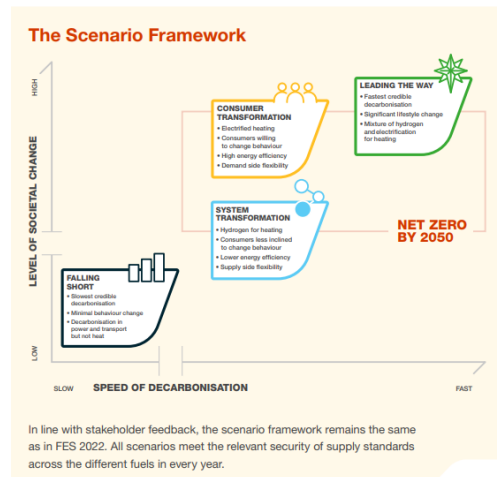 The Scenario Framework
HIGH
LEVEL OF SOCIETAL CHANGE
LOW
CONSUMER
TRANSFORMATION
• Electrified heating
• Consumers willing
to change behaviour
• High energy efficiency
• Demand side flexibility
LEADING THE WAY
• Fastest credible
decarbonisation
• Significant lifestyle change
• Mixture of hydrogen
and electrification
for heating
SYSTEM
TRANSFORMATION
• Hydrogen for heating
• Consumers less inclined
to change behaviour
• Lower energy efficiency
• Supply side flexibility
NET ZERO
BY 2050
FALLING
SHORT
• Slowest credible
decarbonisation
• Minimal behaviour change
• Decarbonisation in
power and transport
but not heat
SLOW
SPEED OF DECARBONISATION
FAST
In line with stakeholder feedback, the scenario framework remains the same
as in FES 2022. All scenarios meet the relevant security of supply standards
across the different fuels in every year.